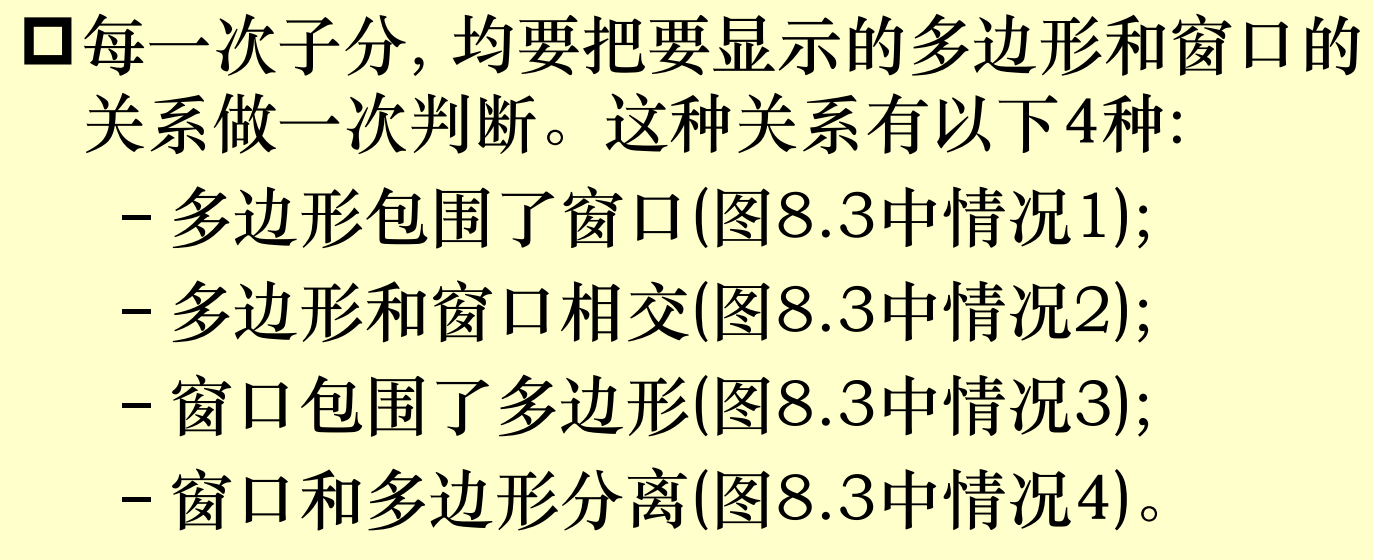 每一次子分, 均要把要显示的多边形和窗口的
关系做一次判断。这种关系有以下4种:
– 多边形包围了窗口(图8.3中情况1);
– 多边形和窗口相交(图8.3中情况2);
– 窗口包围了多边形(图8.3中情况3);
– 窗口和多边形分离(图8.3中情况4)。